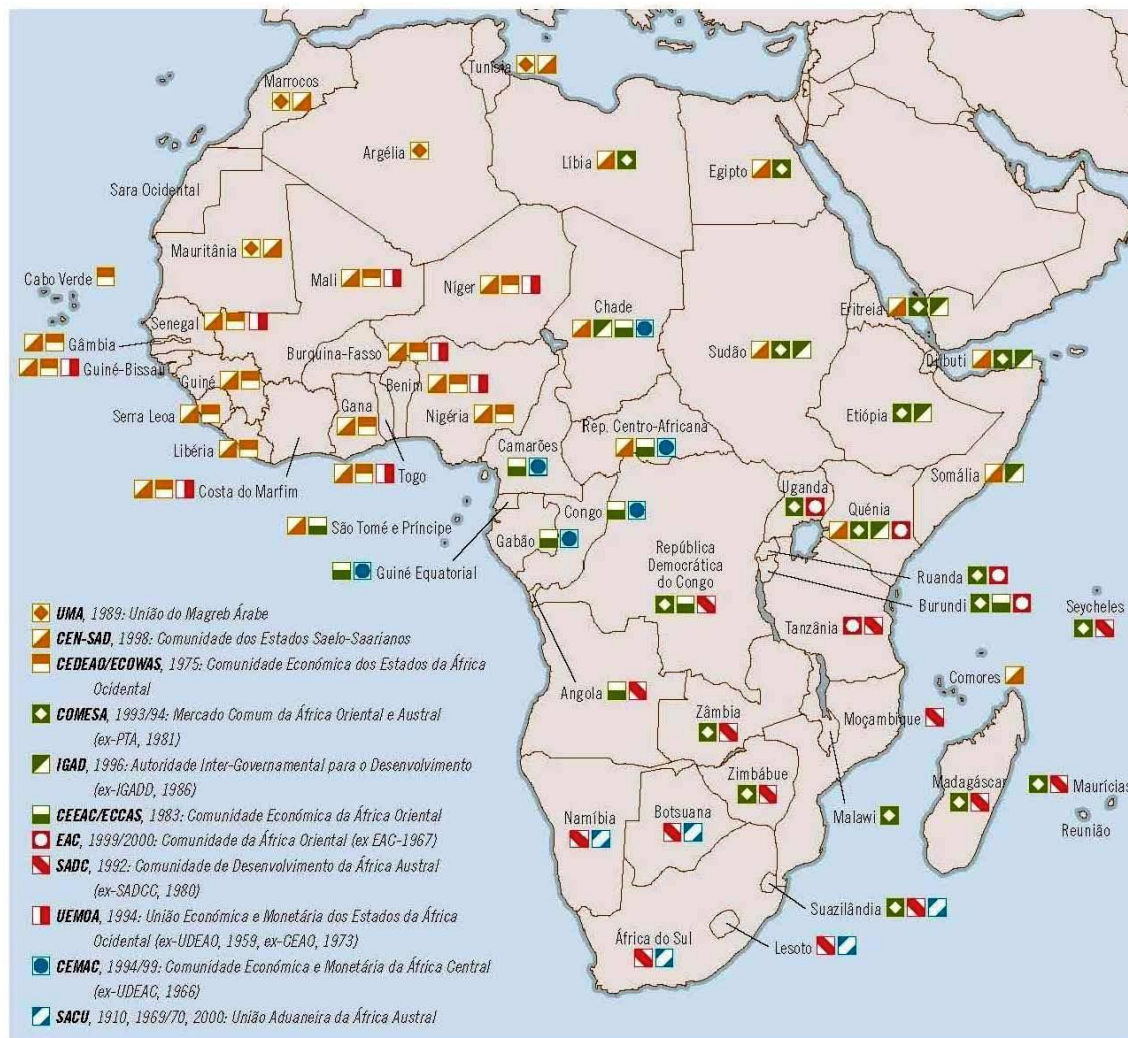 Tunísia
Marrocos
Argélia
Líbia
Egipto
Sara Ocidental
Mauritânia
Cabo Verde
Mali
Níger
Chade
Eritreia
Senegal
Gâmbia
Burquina-Fasso
Sudão
Djibuti
Guiné-Bissau
Guiné
Benim
Gana
Nigéria
Etiópia
Serra Leoa
Rep. Centro-Africana
Camarões
Libéria
Togo
Somália
Costa do Marfim
Uganda
Quénia
Congo
São Tomé e Príncipe
Gabão
República
Democrática
do Congo
Guiné Equatorial
Ruanda
Burundi
Seycheles
Tanzânia
Comores
Angola
Zâmbia
Moçambique
Zimbábue
Madagáscar
Maurícias
Malawi
Reunião
Namíbia
Botsuana
Suazilândia
África do Sul
Lesoto
UMA, 1989: União do Magreb Árabe
CEN-SAD, 1998: Comunidade dos Estados Saelo-Saarianos
CEDEAO/ECOWAS, 1975: Comunidade Económica dos Estados da África
Ocidental
COMESA, 1993/94: Mercado Comum da África Oriental e Austral
(ex-PTA, 1981)
IGAD, 1996: Autoridade Inter-Governamental para o Desenvolvimento
(ex-IGADD, 1986)
CEEAC/ECCAS, 1983: Comunidade Económica da África Oriental
EAC, 1999/2000: Comunidade da África Oriental (ex EAC-1967)
SADC, 1992: Comunidade de Desenvolvimento da África Austral
(ex-SADCC, 1980)
UEMOA, 1994: União Económica e Monetária dos Estados da África
Ocidental (ex-UDEAO, 1959, ex-CEAO, 1973)
CEMAC, 1994/99: Comunidade Económica e Monetária da África Central
(ex-UDEAC, 1966)
SACU, 1910, 1969/70, 2000: União Aduaneira da África Austral